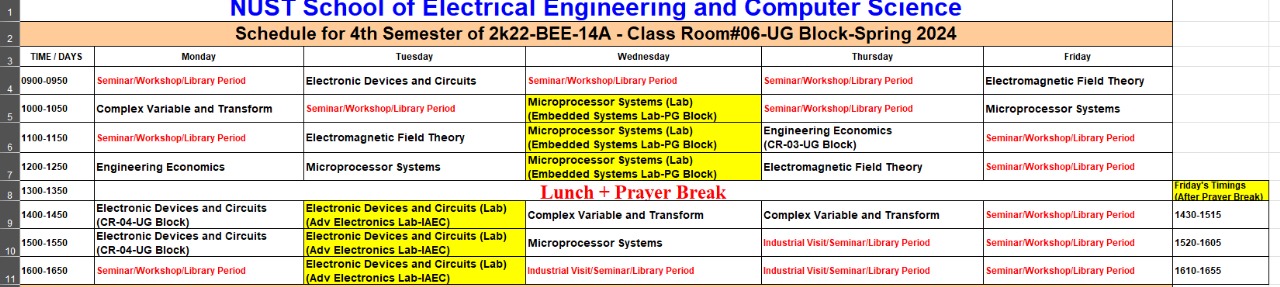 1 NUST School of Electrical Engineering and Computer Science
2 Schedule for 4th Semester of 2k22-BEE-14A - Class Room#06-UG Block-Spring 2024
3 TIME / DAYS Monday Tuesday Wednesday Thursday Friday
4 0900-0950 Seminar/Workshop/Library Period Electronic Devices and Circuits Seminar/Workshop/Library Period Seminar/Workshop/Library Period Electromagnetic Field Theory
5 1000-1050 Complex Variable and Transform Seminar/Workshop/Library Period Microprocessor Systems (Lab) (Embedded Systems Lab-PG Block) Seminar/Workshop/Library Period Microprocessor Systems
6 1100-1150 Seminar/Workshop/Library Period Electromagnetic Field Theory Microprocessor Systems (Lab) (Embedded Systems Lab-PG Block) Engineering Economics (CR-03-UG Block) Seminar/Workshop/Library Period
7 1200-1250 Engineering Economics Microprocessor Systems Microprocessor Systems (Lab) (Embedded Systems Lab-PG Block) Electromagnetic Field Theory Seminar/Workshop/Library Period
8 1300-1350 Lunch + Prayer Break Friday's Timings (After Prayer Break)
9 1400-1450 Electronic Devices and Circuits (CR-04-UG Block) Electronic Devices and Circuits (Lab) (Adv Electronics Lab-IAEC) Complex Variable and Transform Complex Variable and Transform Seminar/Workshop/Library Period 1430-1515
10 1500-1550 Electronic Devices and Circuits (CR-04-UG Block) Electronic Devices and Circuits (Lab) (Adv Electronics Lab-IAEC) Microprocessor Systems Industrial Visit/Seminar/Library Period Seminar/Workshop/Library Period 1520-1605
11 1600-1650 Seminar/Workshop/Library Period Electronic Devices and Circuits (Lab) (Adv Electronics Lab-IAEC) Industrial Visit/Seminar/Library Period Industrial Visit/Seminar/Library Period Seminar/Workshop/Library Period 1610-1655